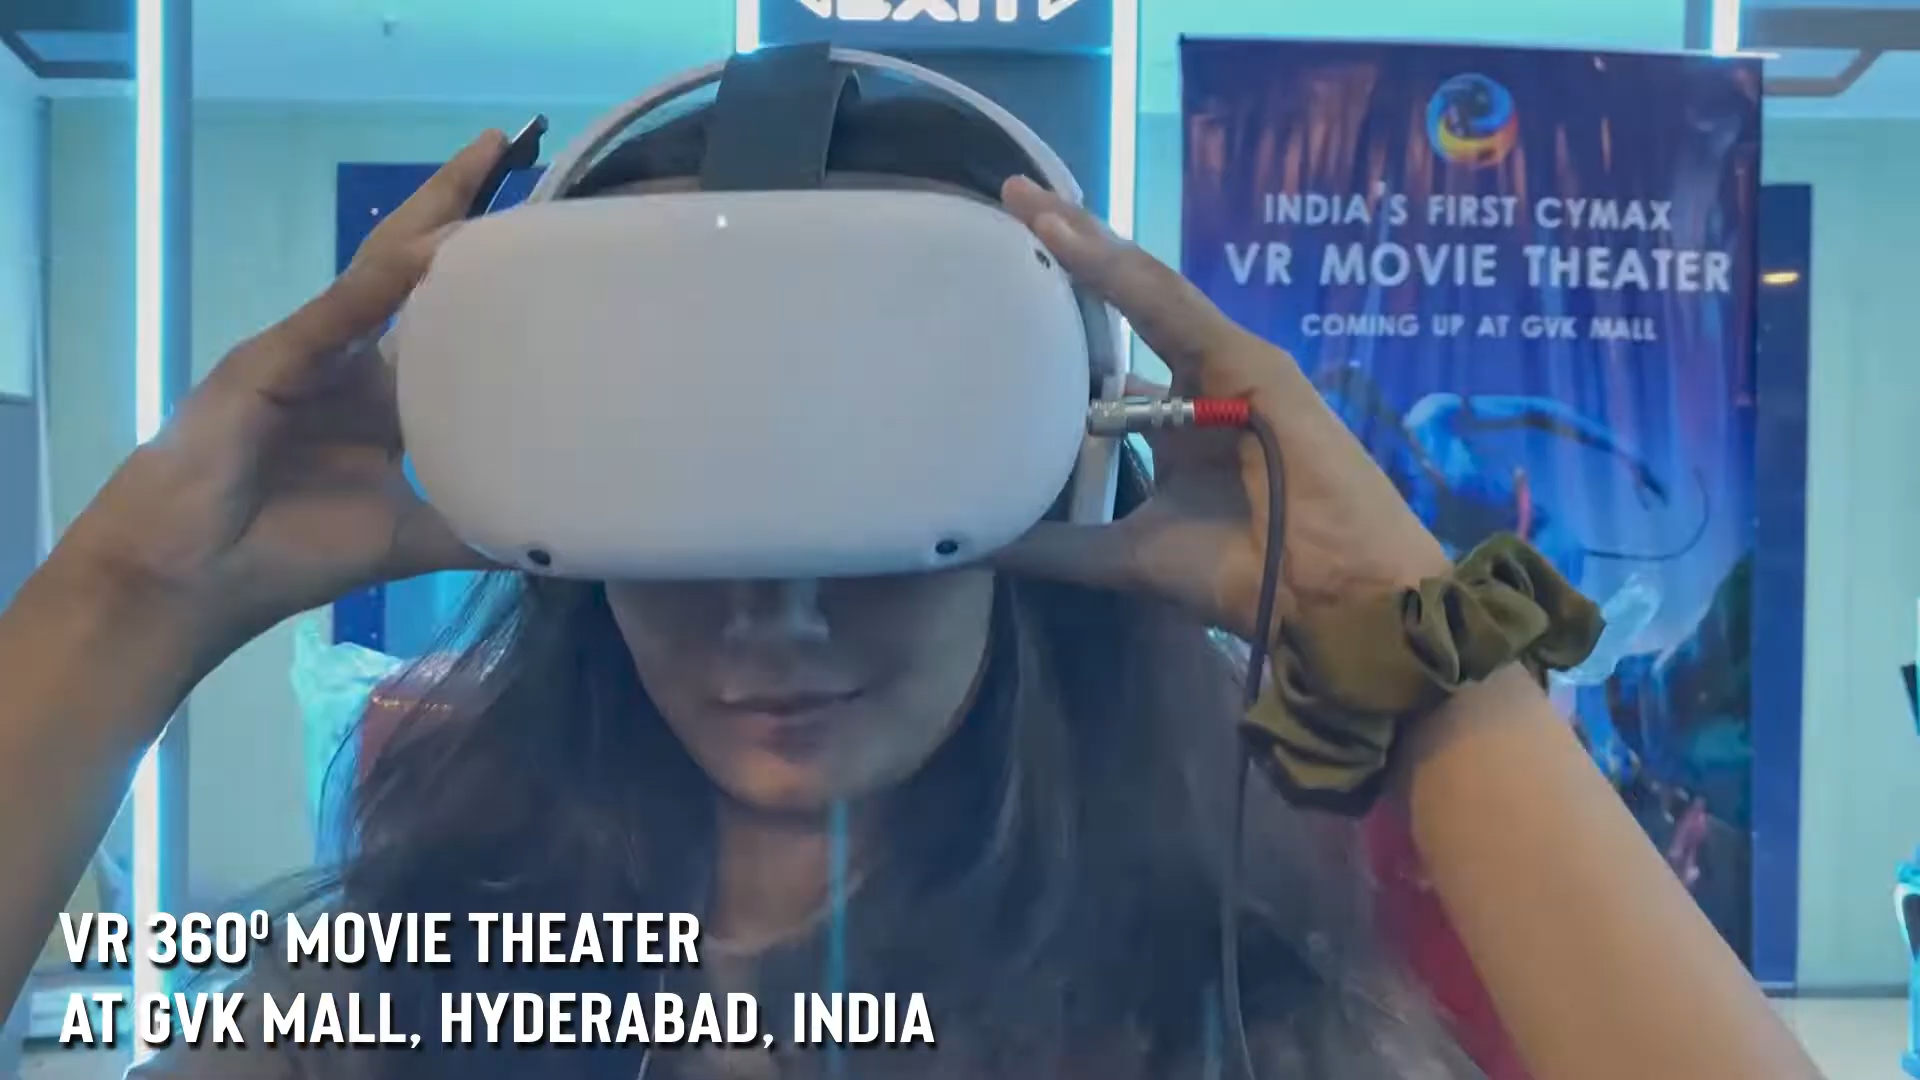 EXIT
INDIA'S FIRST CYMAX
VR MOVIE THEATER
COMING UP AT GVK MALL
VR 360⁰ MOVIE THEATER
AT GVK MALL, HYDERABAD, INDIA